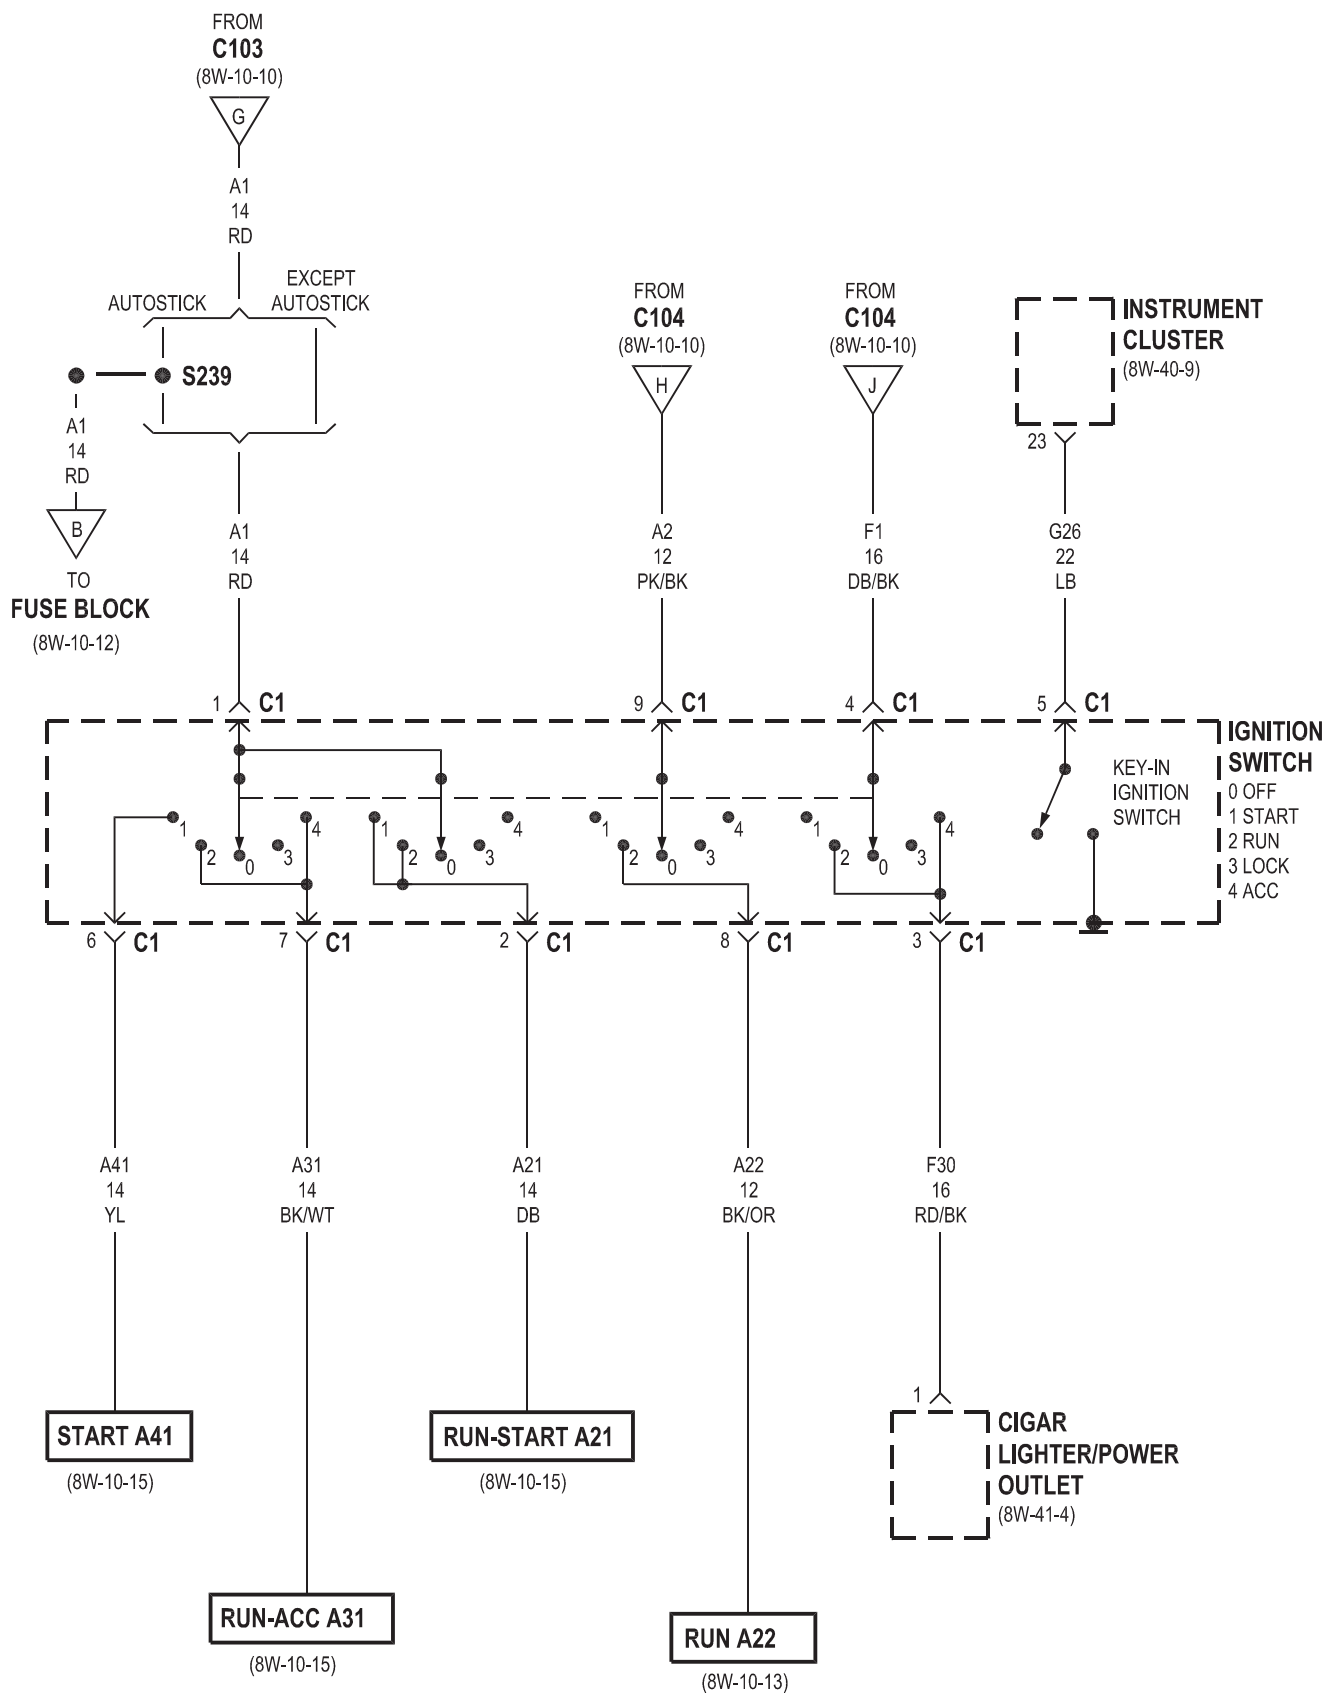 FROM
C103
(8W-10-10)
G
A1
14
RD
AUTOSTICK
EXCEPT
AUTOSTICK
S239
A1
14
RD
B
TO
FUSE BLOCK
(8W-10-12)
A1
14
RD
FROM
C104
(8W-10-10)
H
A2
12
PK/BK
FROM
C104
(8W-10-10)
J
F1
16
DB/BK
INSTRUMENT
CLUSTER
(8W-40-9)
23
G26
22
LB
1 C1
9 C1
4 C1
5 C1
IGNITION
SWITCH
0 OFF
1 START
2 RUN
3 LOCK
4 ACC
KEY-IN
IGNITION
SWITCH
1 2 0 3 4
1 2 0 3 4
1 2 0 3 4
1 2 0 3 4
6 C1
7 C1
2 C1
8 C1
3 C1
A41
14
YL
A31
14
BK/WT
A21
14
DB
A22
12
BK/OR
F30
16
RD/BK
START A41
(8W-10-15)
RUN-START A21
(8W-10-15)
1
CIGAR
LIGHTER/POWER
OUTLET
(8W-41-4)
RUN-ACC A31
(8W-10-15)
RUN A22
(8W-10-13)